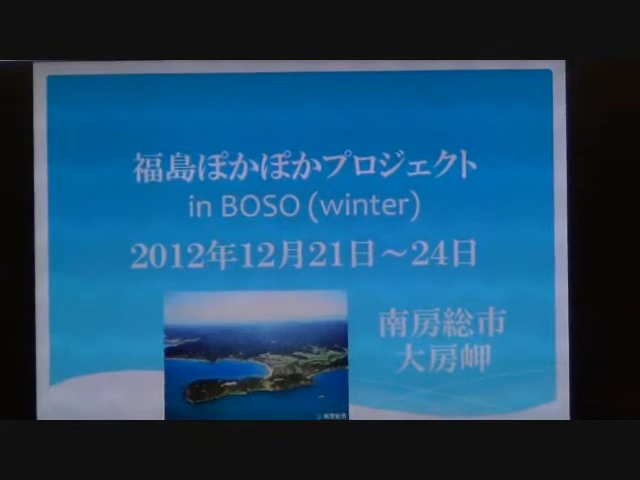 福島ぽかぽかプロジェクト
in BOSO (winter)
2012年12月21日～24日
南房総市
大房岬